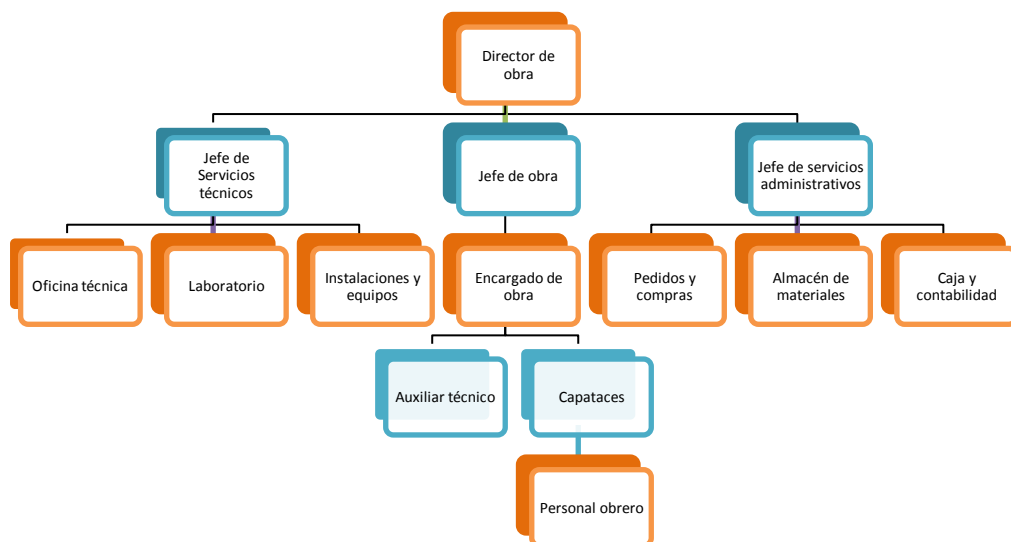 Director de
obra
Jefe de
Servicios
técnicos
Jefe de obra
Jefe de servicios
administrativos
Oficina técnica
Laboratorio
Instalaciones y
equipos
Encargado de
obra
Pedidos y
compras
Almacén de
materiales
Caja y
contabilidad
Auxiliar técnico
Capataces
Personal obrero